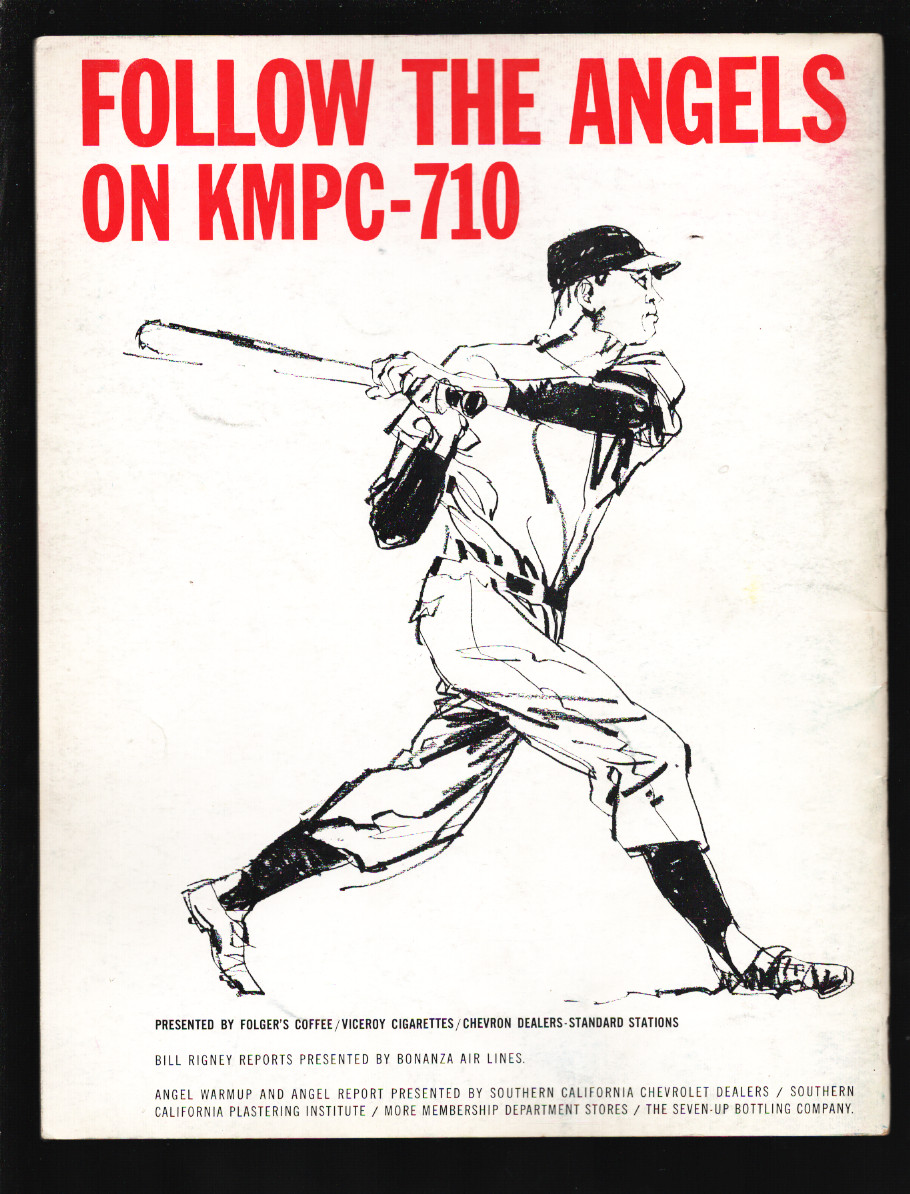 FOLLOW THE ANGELS
ON KMPC-710
PRESENTED BY FOLGER'S COFFEE/VICEROY CIGARETTES/CHEVRON DEALERS-STANDARD STATIONS
BILL RIGNEY REPORTS PRESENTED BY BONANZA AIR LINES.
ANGEL WARMUP AND ANGEL REPORT PRESENTED BY SOUTHERN CALIFORNIA CHEVROLET DEALERS / SOUTHERN
CALIFORNIA PLASTERING INSTITUTE / MORE MEMBERSHIP DEPARTMENT STORES / THE SEVEN-UP BOTTLING COMPANY.